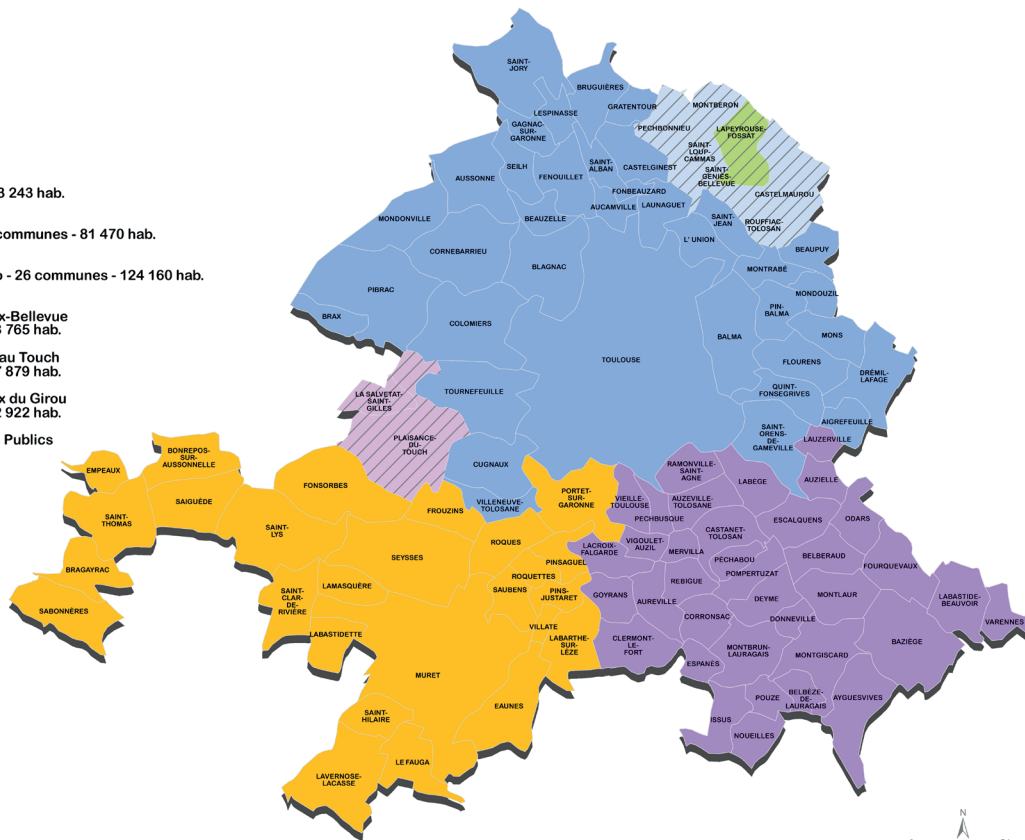 3 243 hab.
communes - 81 470 hab.
- 26 communes - 124 160 hab.
x-Bellevue
3 765 hab.
au Touch
7 879 hab.
x du Girou
2 922 hab.
Publics
SAINT-
JORY
BRUGUIÈRES
LESPINASSE
GRATENTOUR
MONTBERON
GAGNAC-
SUR-
GARONNE
PECHBONNIEU
LAPEYROUSE-
FOSSAT
SAINT-
LOUP-
CAMMAS
SEILH
FENOUILLET
SAINT-
ALBAN
CASTELGINEST
SAINT-
GENIÈS-
BELLEVUE
AUSSONNE
FONBEAUZARD
CASTELMAUROU
AUCAMVILLE
LAUNAGUET
MONDONVILLE
BEAUZELLE
SAINT-
JEAN
ROUFFIAC-
TOLOSAN
L' UNION
BEAUPUY
CORNEBARRIEU
BLAGNAC
MONTRABÉ
PIBRAC
MONDOUZIL
PIN-
BALMA
BRAX
COLOMIERS
BALMA
MONS
TOULOUSE
FLOURENS
DRÉMIL-
LAFAGE
LA SALVETAT-
SAINT-
GILLES
TOURNEFEUILLE
QUINT-
FONSEGRIVES
PLAISANCE-
DU-
TOUCH
SAINT-
ORENS-
DE-
GAMEVILLE
AIGREFEUILLE
LAUZERVILLE
BONREPOS-
SUR-
AUSSONNELLE
EMPEAUX
CUGNAUX
RAMONVILLE-
SAINT-
AGNE
LABÈGE
AUZIELLE
FONSORBES
SAIGUÈDE
FROUZINS
VILLENEUVE-
TOLOSANE
PORTET-
SUR-
GARONNE
VIEILLE-
TOULOUSE
AUZEVILLE-
TOLOSANE
PECHBUSQUE
ESCALQUENS
ODARS
SAINT-
THOMAS
SAINT-
LYS
CASTANET-
TOLOSAN
SEYSSES
ROQUES
LACROIX-
FALGARDE
VIGOULET-
AUZIL
MERVILLA
PECHABOU
BELBERAUD
FOURQUEVAUX
BRAGAYRAC
PINSAGUEL
ROQUETTES
POMPERTUZAT
REBIGUE
LAMASQUÈRE
SAINT-
CLAR-
DE-
RIVIÈRE
SAUBENS
PINS-
JUSTARET
GOYRANS
AUREVILLE
DEYME
MONTLAUR
LABASTIDE-
BEAUVOIR
SABONNÈRES
CORRONSAC
DONNEVILLE
VARENNES
LABASTIDETTE
VILLATE
LABARTHE-
SUR-
LÈZE
CLERMONT-
LE-
FORT
MONTBRUN-
LAURAGAIS
MONTGISCARD
BAZIÈGE
ESPANÈS
MURET
POUZE
BELBÈZE-
DE-
LAURAGAIS
AYGUESVIVES
EAUNES
SAINT-
HILAIRE
ISSUS
NOUEILLES
LE FAUGA
LAVERNOSE-
LACASSE
N